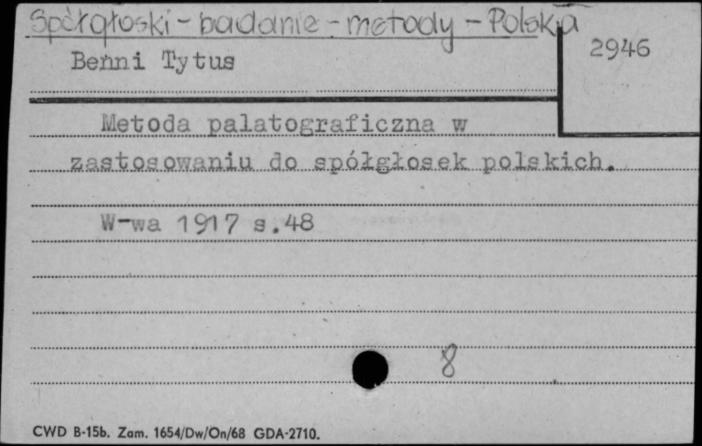 Spółgłoski - badanie - metody - Polska
2946
Benni Tytus
Metoda palatograficzna w
zastosowaniu do spółgłosek polskich.
W-wa 1917 s.48
8
CWD B-15b. Zam. 1654/Dw/On/68 GDA-2710.